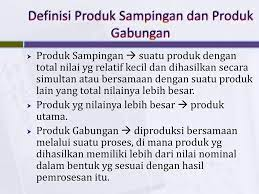 Definisi Produk Sampingan dan Produk
Gabungan
➢ Produk Sampingan → suatu produk dengan
total nilai yg relatif kecil dan dihasilkan secara
simultan atau bersamaan dengan suatu produk
lain yang total nilainya lebih besar.
➢ Produk yg nilainya lebih besar → produk
utama.
➢ Produk Gabungan → diproduksi bersamaan
melalui suatu proses, di mana produk yg
dihasilkan memiliki lebih dari nilai nominal
dalam bentuk yg sesuai dengan hasil
pemrosesan itu.